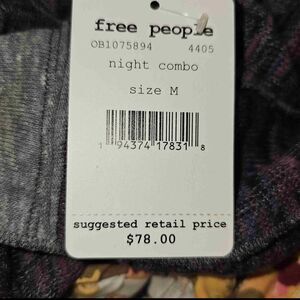 free people
OB1075894 4405
night combo
size M
1 94374 17831 8
suggested retail price
$78.00